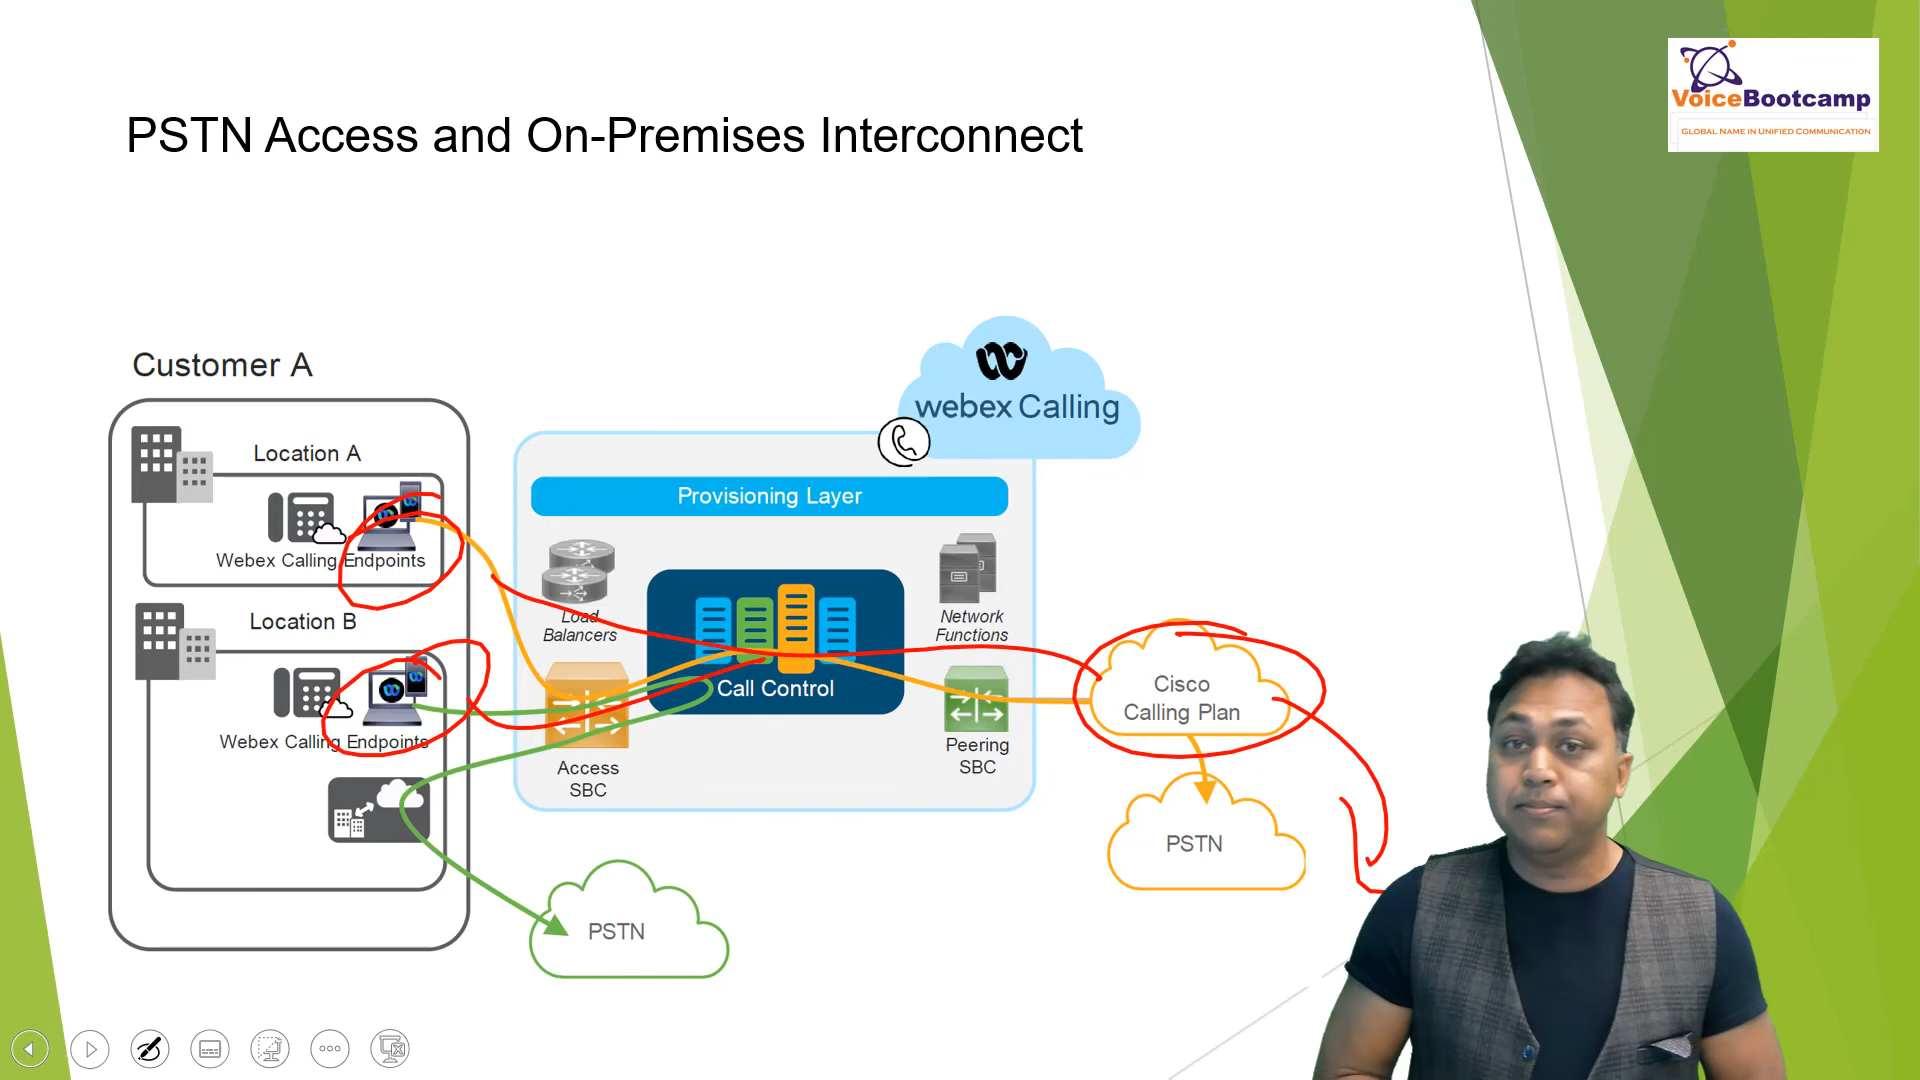 VoiceBootcamp
GLOBAL NAME IN UNIFIED COMMUNICATION
PSTN Access and On-Premises Interconnect
webex Calling
Customer A
Location A
Webex Calling Endpoints
Location B
Webex Calling Endpoints
Provisioning Layer
Load
Balancers
Network
Functions
Call Control
Access
SBC
Peering
SBC
Cisco
Calling Plan
PSTN
PSTN